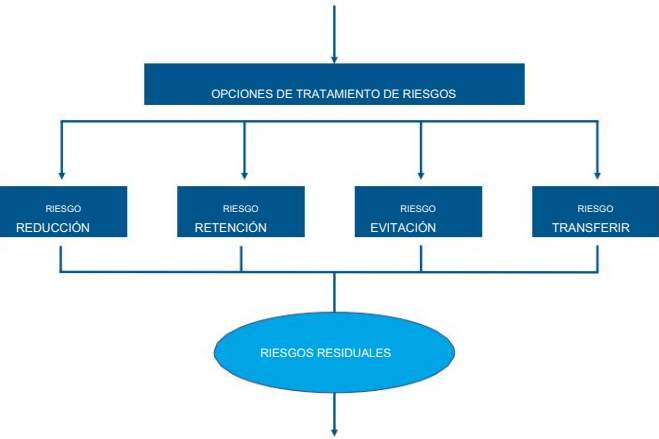 OPCIONES DE TRATAMIENTO DE RIESGOS
RIESGO
REDUCCIÓN
RIESGO
RETENCIÓN
RIESGO
EVITACIÓN
RIESGO
TRANSFERIR
RIESGOS RESIDUALES